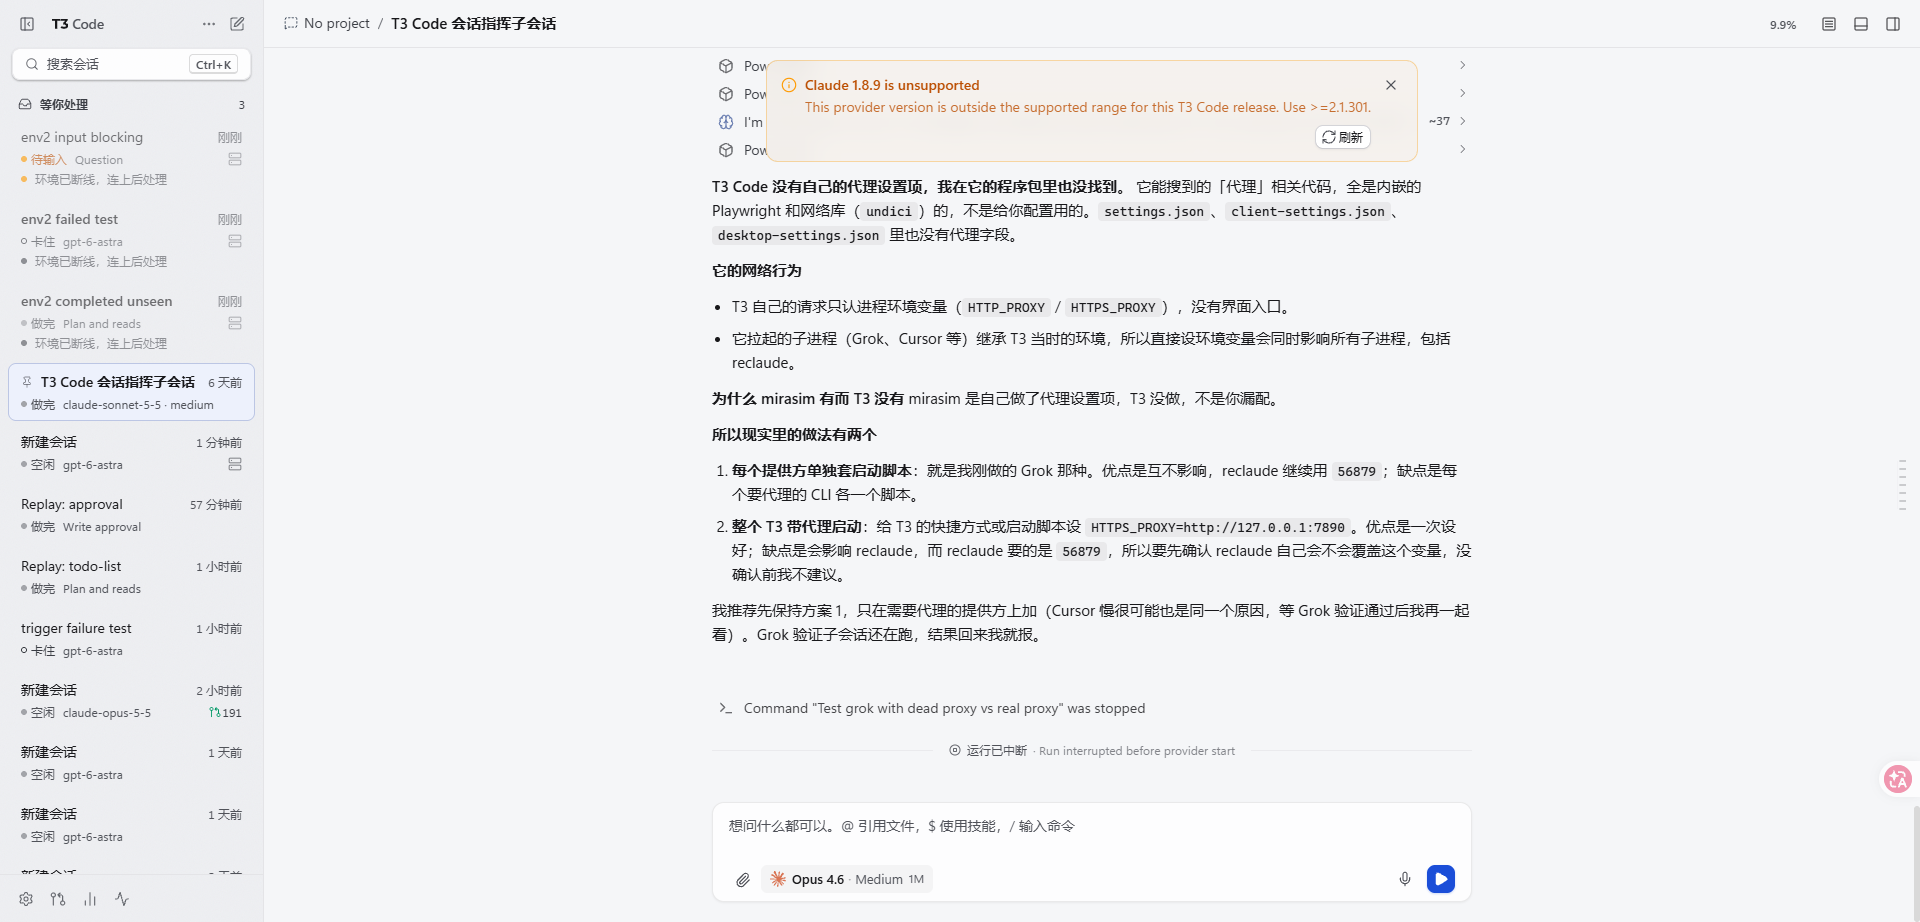 T3 Code
搜索会话
Ctrl+K
等你处理
3
env2 input blocking
刚刚
待输入 Question
环境已断线，连上后处理
env2 failed test
刚刚
卡住 gpt-6-astra
环境已断线，连上后处理
env2 completed unseen
刚刚
做完 Plan and reads
环境已断线，连上后处理
T3 Code 会话指挥子会话
6 天前
做完 claude-sonnet-5-5 · medium
新建会话
1 分钟前
空闲 gpt-6-astra
Replay: approval
57 分钟前
做完 Write approval
Replay: todo-list
1 小时前
做完 Plan and reads
trigger failure test
1 小时前
卡住 gpt-6-astra
新建会话
2 小时前
空闲 claude-opus-5-5
191
新建会话
1 天前
空闲 gpt-6-astra
新建会话
1 天前
空闲 gpt-6-astra
No project / T3 Code 会话指挥子会话
9.9%
Pow
Pow
I'm
~37
Pow
Claude 1.8.9 is unsupported
This provider version is outside the supported range for this T3 Code release. Use >=2.1.301.
刷新
T3 Code 没有自己的代理设置项，我在它的程序包里也没找到。 它能搜到的「代理」相关代码，全是内嵌的
Playwright 和网络库（ undici ）的，不是给你配置用的。 settings.json 、 client-settings.json 、
desktop-settings.json 里也没有代理字段。
它的网络行为
• T3 自己的请求只认进程环境变量（ HTTP_PROXY / HTTPS_PROXY ），没有界面入口。
• 它拉起的子进程（Grok、Cursor 等）继承 T3 当时的环境，所以直接设环境变量会同时影响所有子进程，包括
reclaude。
为什么 mirasim 有而 T3 没有 mirasim 是自己做了代理设置项，T3 没做，不是你漏配。
所以现实里的做法有两个
1. 每个提供方单独套启动脚本：就是我刚做的 Grok 那种。优点是互不影响，reclaude 继续用 56879 ；缺点是每
个要代理的 CLI 各一个脚本。
2. 整个 T3 带代理启动：给 T3 的快捷方式或启动脚本设 HTTPS_PROXY=http://127.0.0.1:7890 。优点是一次设
好；缺点是会影响 reclaude，而 reclaude 要的是 56879 ，所以要先确认 reclaude 自己会不会覆盖这个变量，没
确认前我不建议。
我推荐先保持方案 1，只在需要代理的提供方上加（Cursor 慢很可能也是同一个原因，等 Grok 验证通过后我再一起
看）。Grok 验证子会话还在跑，结果回来我就报。
Command "Test grok with dead proxy vs real proxy" was stopped
运行已中断 · Run interrupted before provider start
想问什么都可以。@ 引用文件，$ 使用技能，/ 输入命令
Opus 4.6 · Medium 1M